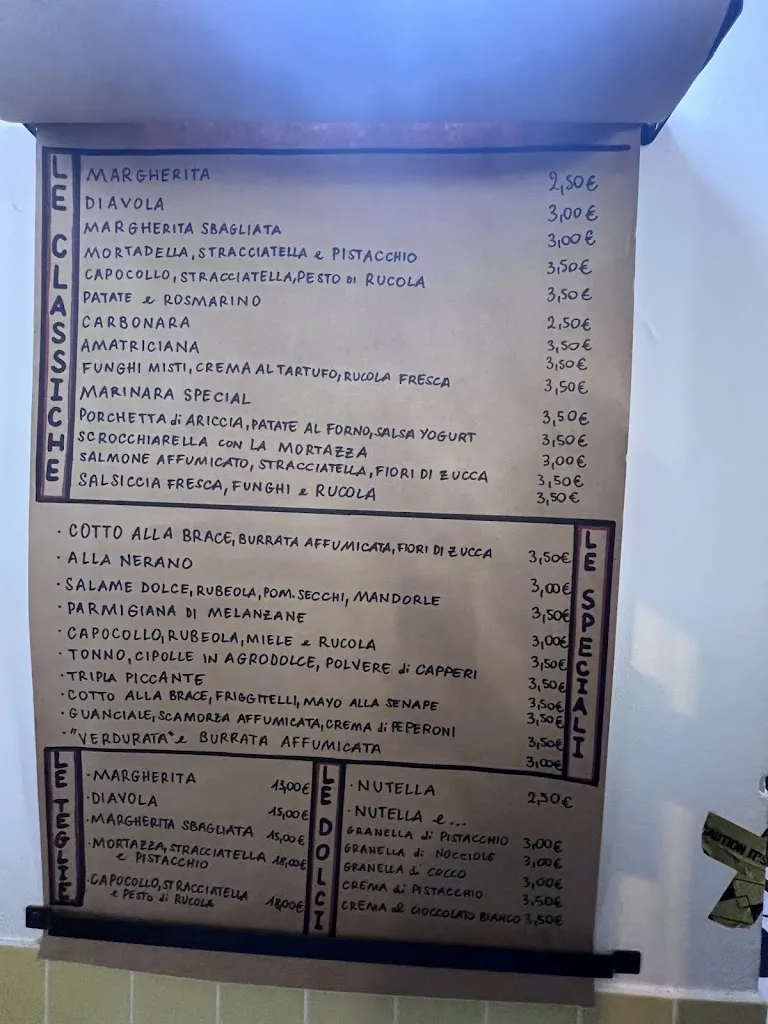 LE CLASSICHE
MARGHERITA 2,50€
DIAVOLA 3,00€
MARGHERITA SBAGLIATA 3,00€
MORTADELLA, STRACCIATELLA e PISTACCHIO 3,50€
CAPOCOLLO, STRACCIATELLA, PESTO DI RUCOLA 3,50€
PATATE e ROSMARINO 2,50€
CARBONARA 3,50€
AMATRICIANA 3,50€
FUNGHI MISTI, CREMA AL TARTUFO, RUCOLA FRESCA 3,50€
MARINARA SPECIAL 3,50€
PORCHETTA di ARICCIA, PATATE AL FORNO, SALSA YOGURT 3,50€
SCROCCHIARELLA CON LA MORTAZZA 3,00€
SALMONE AFFUMICATO, STRACCIATELLA, FIORI DI ZUCCA 3,50€
SALSICCIA FRESCA, FUNGHI e RUCOLA 3,50€
LE SPECIALI
· COTTO ALLA BRACE, BURRATA AFFUMICATA, FIORI DI ZUCCA 3,50€
· ALLA NERANO 3,00€
· SALAME DOLCE, RUBEOLA, POM. SECCHI, MANDORLE 3,50€
· PARMIGIANA DI MELANZANE 3,00€
· CAPOCOLLO, RUBEOLA, MIELE e RUCOLA 3,50€
· TONNO, CIPOLLE IN AGRODOLCE, POLVERE di CAPPERI 3,50€
· TRIPLA PICCANTE 3,50€
· COTTO ALLA BRACE, FRIGGITELLI, MAYO ALLA SENAPE 3,50€
· GUANCIALE, SCAMORZA AFFUMICATA, CREMA di PEPERONI 3,50€
· "VERDURATA" e BURRATA AFFUMICATA 3,00€
LE TEGLIE
· MARGHERITA 13,00€
· DIAVOLA 15,00€
· MARGHERITA SBAGLIATA 15,00€
· MORTAZZA, STRACCIATELLA 18,00€
e PISTACCHIO
· CAPOCOLLO, STRACCIATELLA
e PESTO di RUCOLA 18,00€
LE DOLCI
· NUTELLA 2,50€
· NUTELLA e...
GRANELLA di PISTACCHIO 3,00€
GRANELLA di NOCCIOLE 3,00€
GRANELLA di COCCO 3,00€
CREMA di PISTACCHIO 3,50€
CREMA al CIOCCOLATO BIANCO 3,50€
CAUTION IT'S